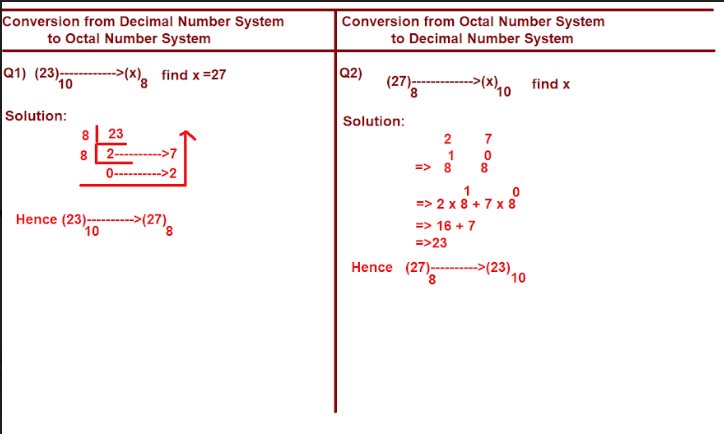 Conversion from Decimal Number System
to Octal Number System
Q1) (23)------------>(x) find x =27
10 8
Solution:
8 23
8 2---------->7
0---------->2
Hence (23)---------->(27)
10 8
Conversion from Octal Number System
to Decimal Number System
Q2) (27)------------->(x) find x
8 10
Solution:
2 7
1 0
=> 8 8
1 0
=> 2 x 8 + 7 x 8
=> 16 + 7
=>23
Hence (27)---------->(23)
8 10